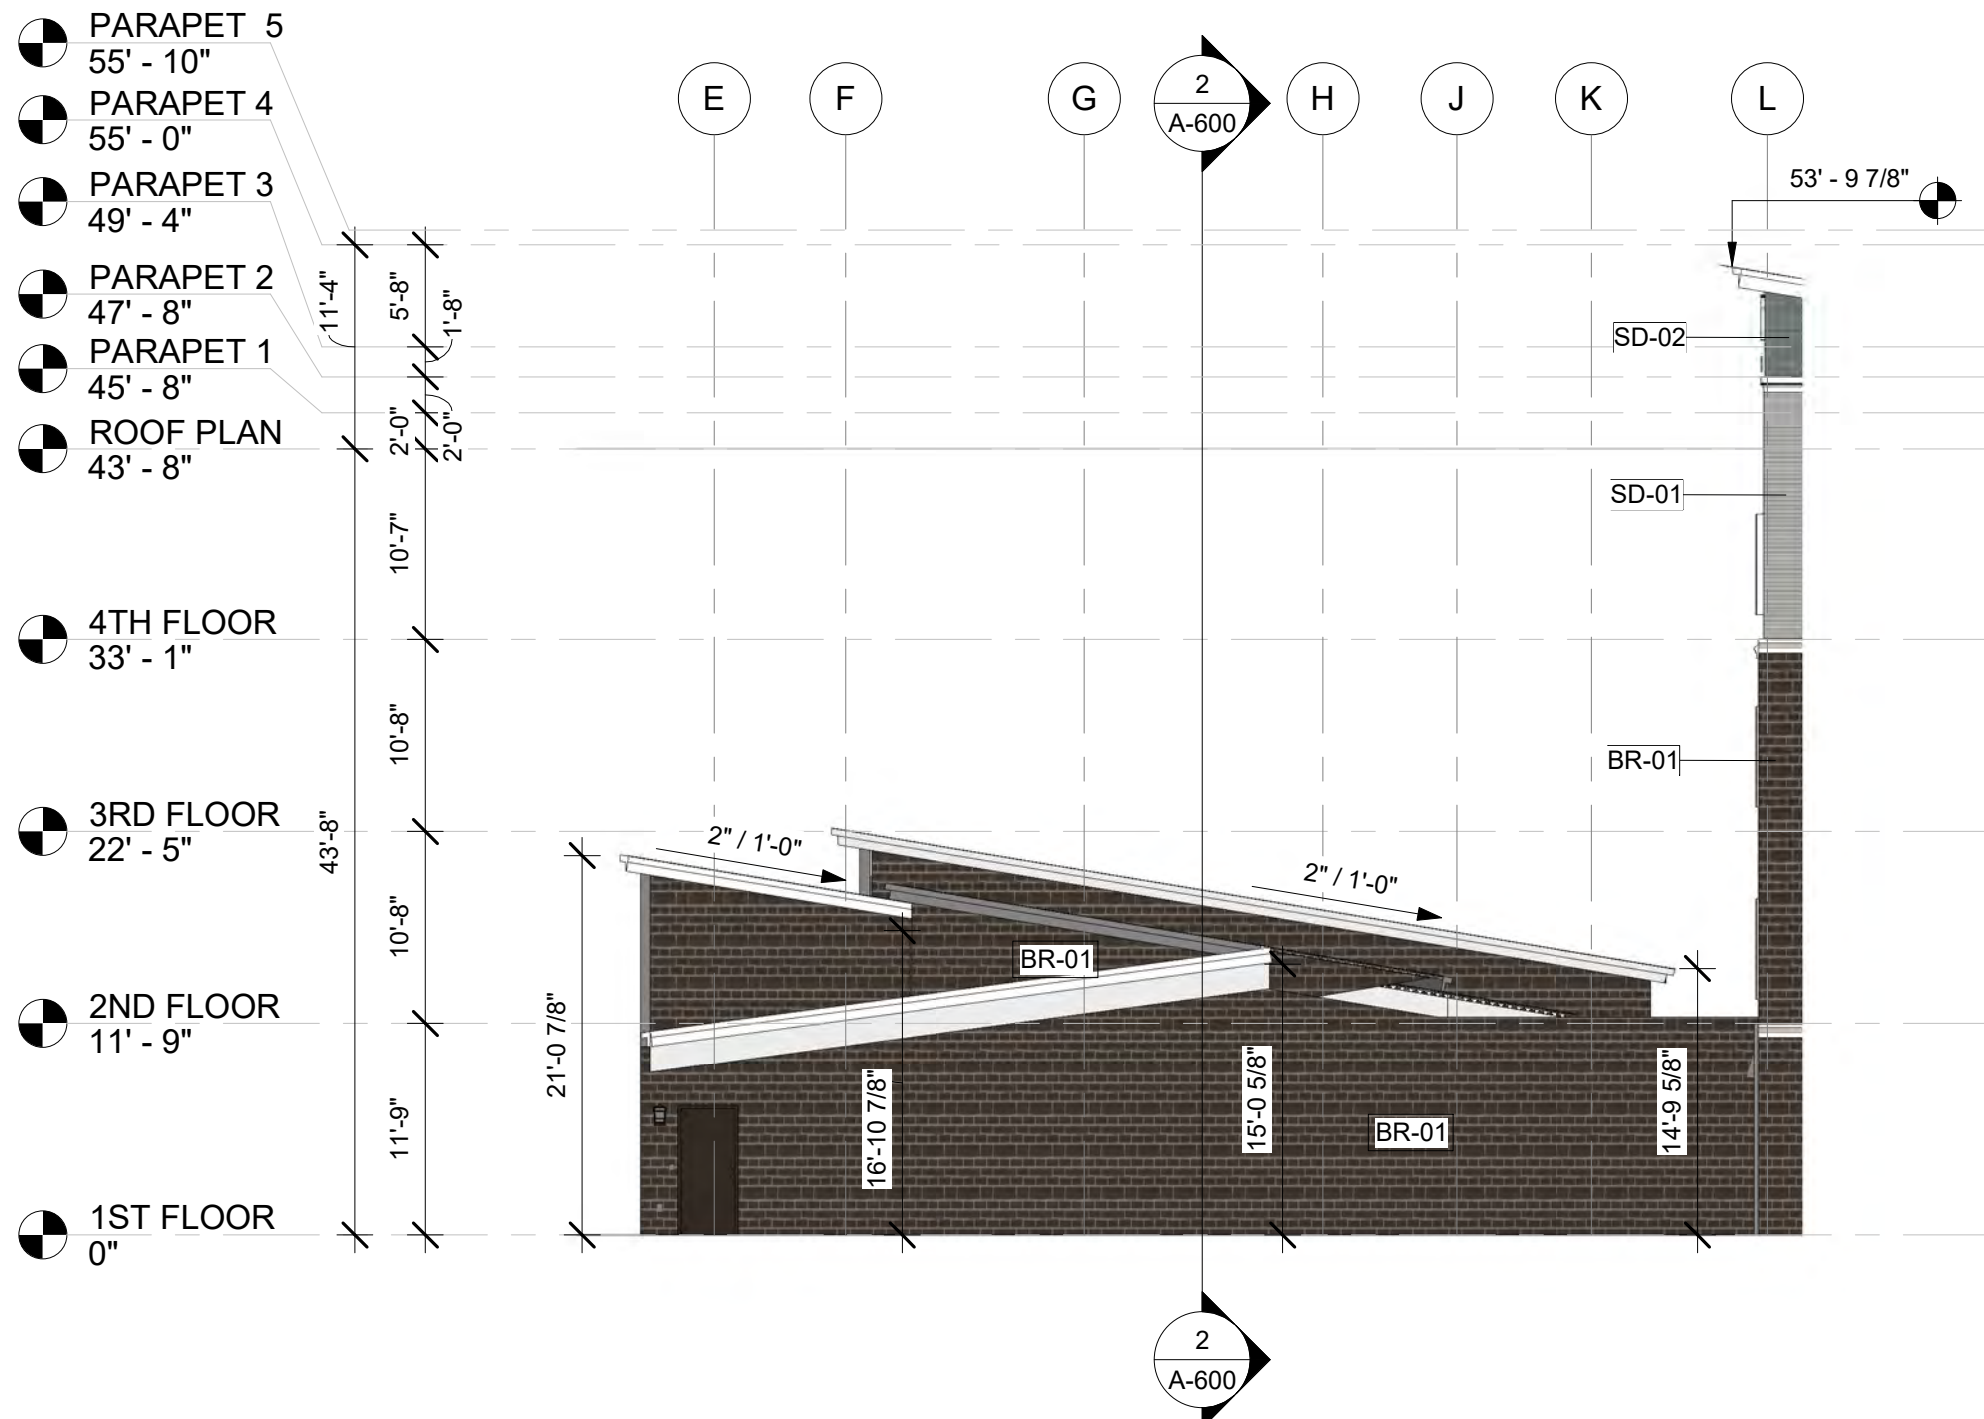 PARAPET 5
55' - 10"
PARAPET 4
55' - 0"
PARAPET 3
49' - 4"
PARAPET 2
47' - 8"
PARAPET 1
45' - 8"
ROOF PLAN
43' - 8"
4TH FLOOR
33' - 1"
3RD FLOOR
22' - 5"
2ND FLOOR
11' - 9"
1ST FLOOR
0"
11'-4"
43'-8"
5'-8"
1'-8"
2'-0"
2'-0"
10'-7"
10'-8"
10'-8"
11'-9"
E
F
G
2
A-600
H
J
K
L
53' - 9 7/8"
SD-02
SD-01
BR-01
2" / 1'-0"
2" / 1'-0"
BR-01
BR-01
21'-0 7/8"
16'-10 7/8"
15'-0 5/8"
14'-9 5/8"
2
A-600